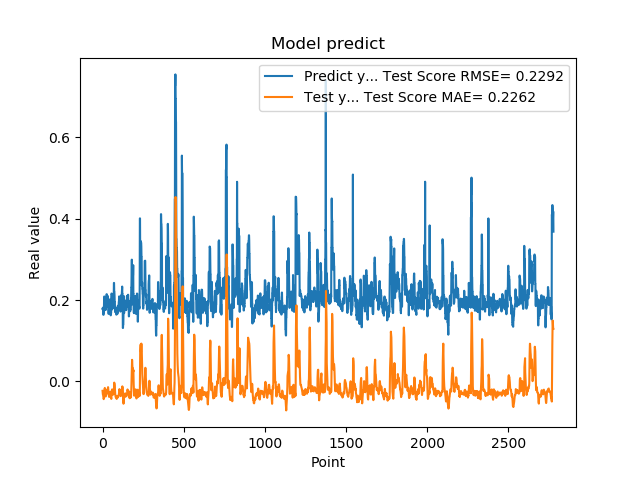 Model predict
Predict y... Test Score RMSE= 0.2292
Test y... Test Score MAE= 0.2262
Real value
0.6
0.4
0.2
0.0
0
500
1000
1500
2000
2500
Point